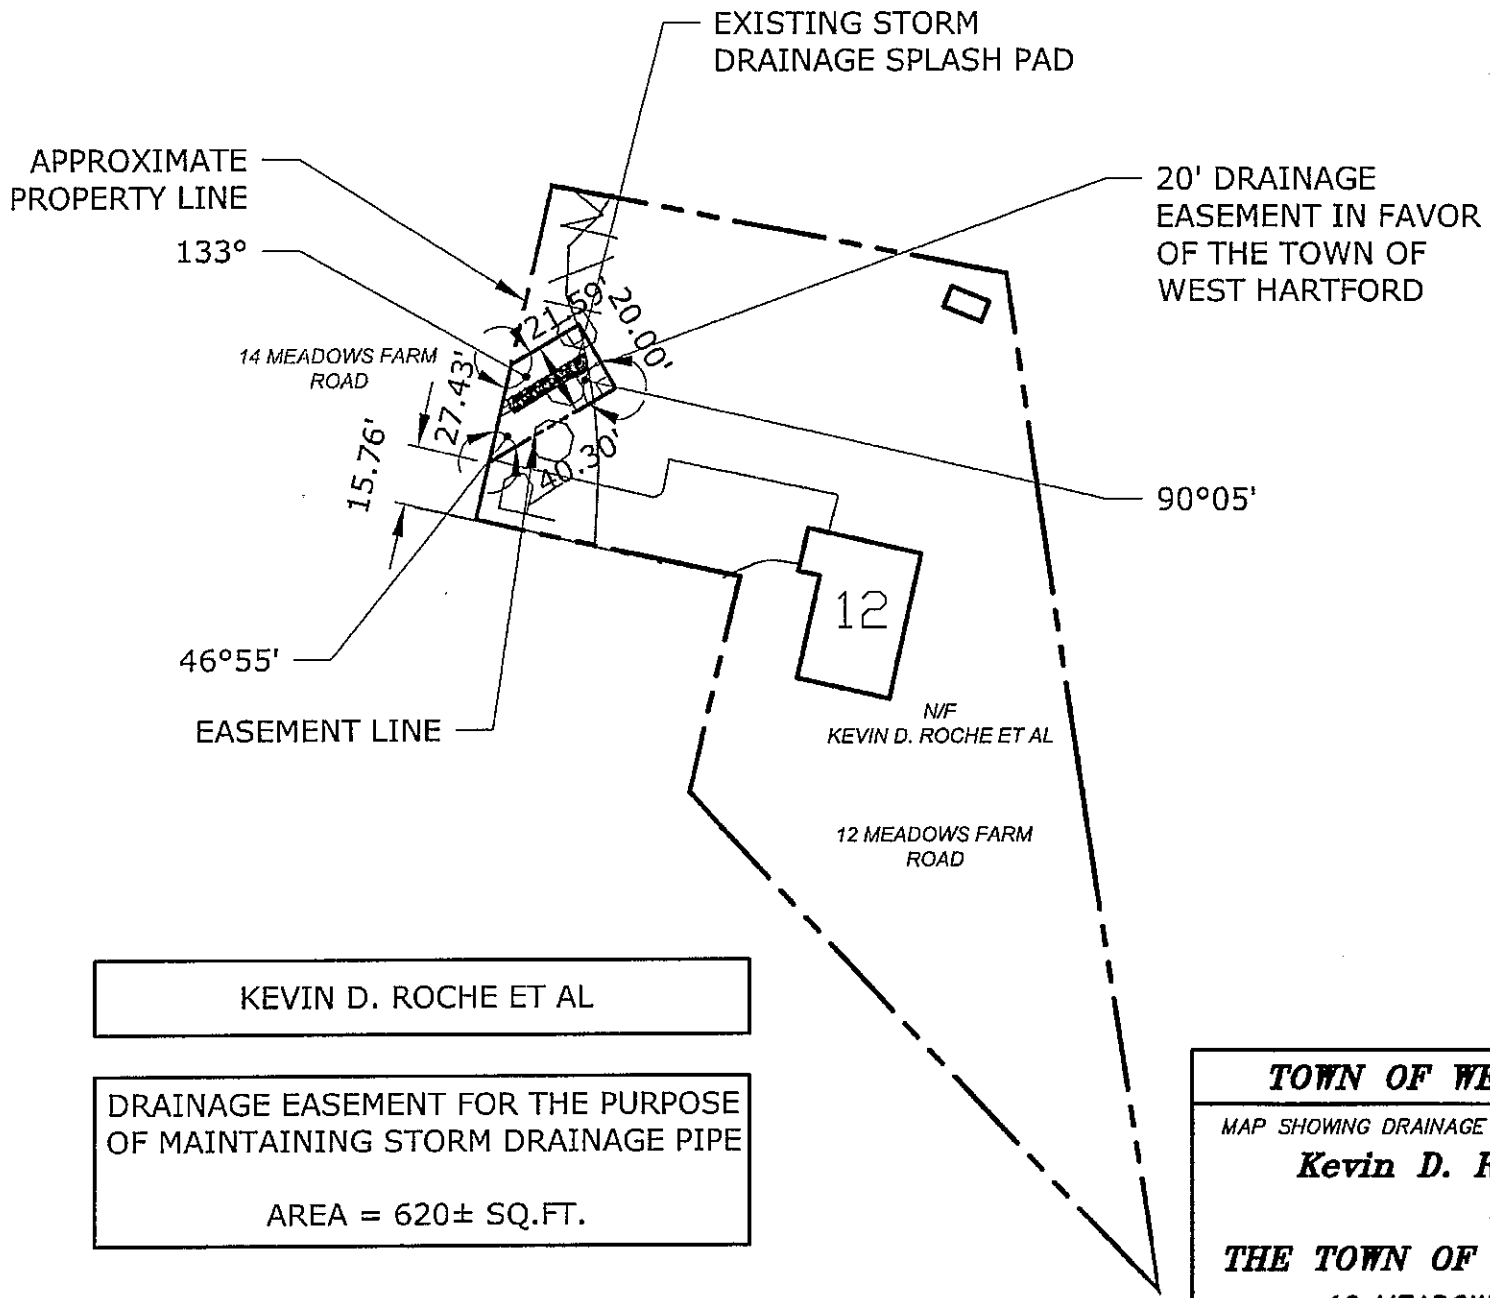 EXISTING STORM
DRAINAGE SPLASH PAD
APPROXIMATE
PROPERTY LINE
133°
20' DRAINAGE
EASEMENT IN FAVOR
OF THE TOWN OF
WEST HARTFORD
21.59'
20.00'
14 MEADOWS FARM
ROAD
27.43'
15.76'
40.30'
90°05'
46°55'
EASEMENT LINE
12
N/F
KEVIN D. ROCHE ET AL
12 MEADOWS FARM
ROAD
KEVIN D. ROCHE ET AL
DRAINAGE EASEMENT FOR THE PURPOSE
OF MAINTAINING STORM DRAINAGE PIPE
AREA = 620± SQ.FT.
TOWN OF WE
MAP SHOWING DRAINAGE
Kevin D. R
THE TOWN OF